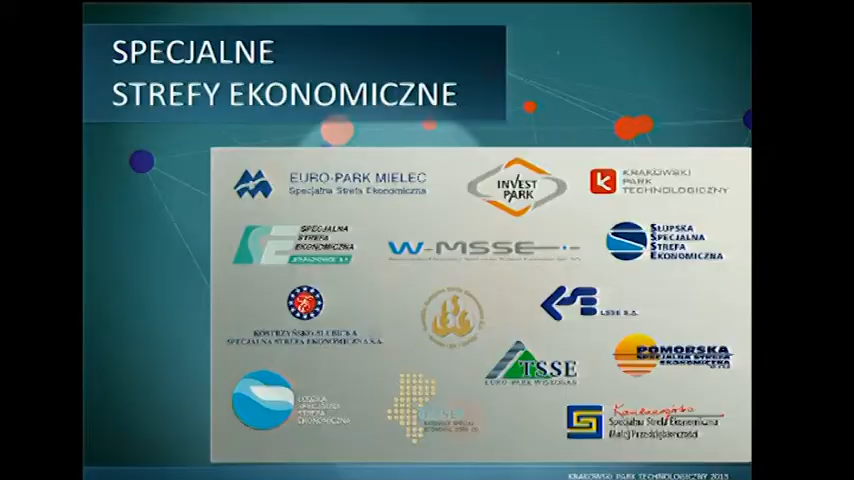 SPECJALNE
STREFY EKONOMICZNE
EURO-PARK MIELEC
Specjalna Strefa Ekonomiczna
INVEST
PARK
KRAKOWSKI
PARK
TECHNOLOGICZNY
SPECJALNA
STREFA
EKONOMICZNA
W-MSSE
SŁUPSKA
SPECJALNA
STREFA
EKONOMICZNA
KOSTRZYŃSKO-SŁUBICKA
SPECJALNA STREFA EKONOMICZNA S.A.
LSSE S.A.
TSSE
EURO-PARK WISŁOSAN
POMORSKA
SPECJALNA STREFA
EKONOMICZNA
ŁÓDZKA
SPECJALNA
STREFA
EKONOMICZNA
Kamiennogórska
Specjalna Strefa Ekonomiczna
Małej Przedsiębiorczości
KRAKOWSKI PARK TECHNOLOGICZNY 2013